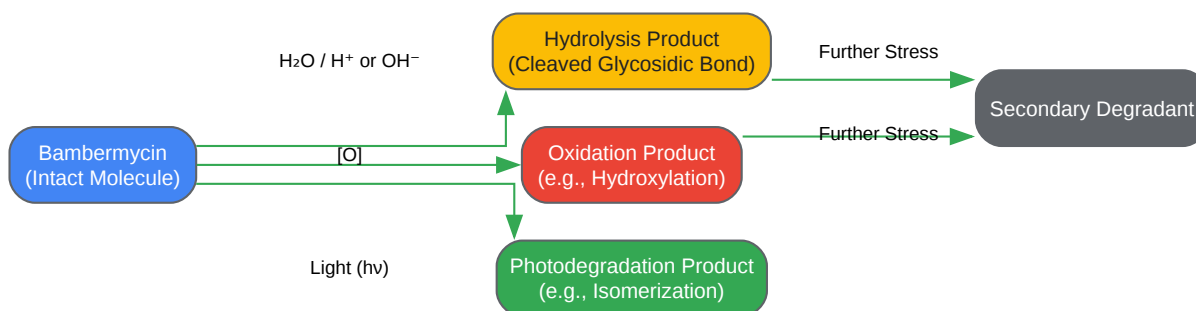 H₂O / H⁺ or OH⁻
Hydrolysis Product
(Cleaved Glycosidic Bond)
Further Stress
Secondary Degradant
Bambermycin
(Intact Molecule)
[O]
Oxidation Product
(e.g., Hydroxylation)
Further Stress
Light (hν)
Photodegradation Product
(e.g., Isomerization)